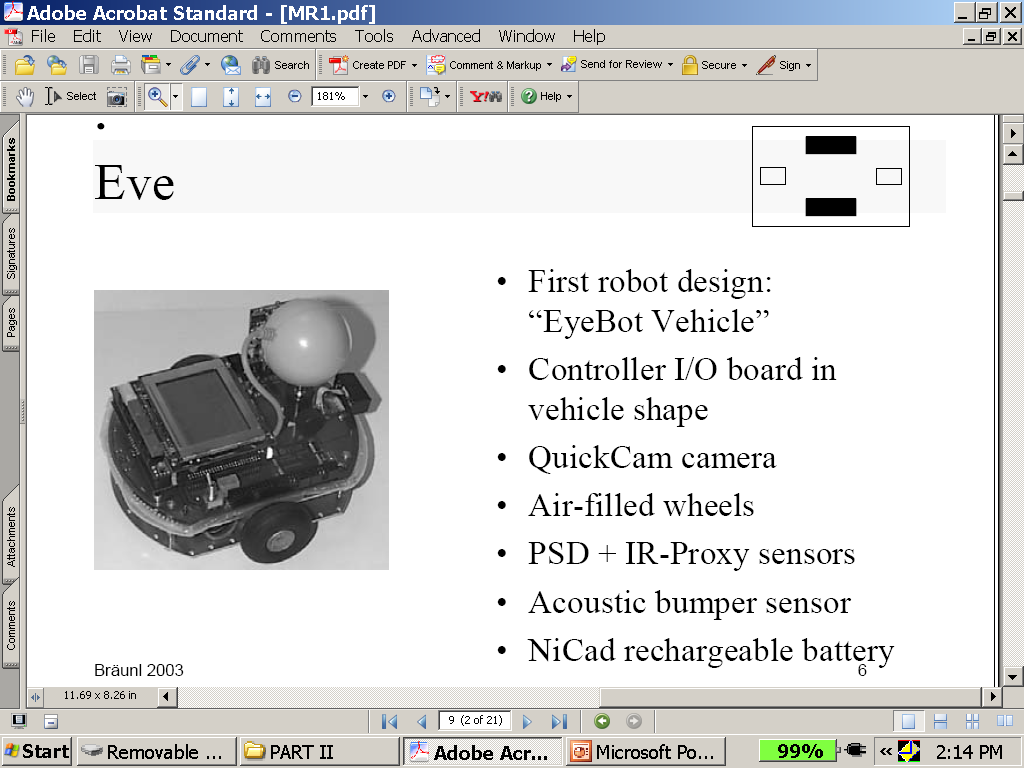 Adobe Acrobat Standard - [MR1.pdf]
File Edit View Document Comments Tools Advanced Window Help
Search Create PDF Comment & Markup Send for Review Secure Sign
Select 181% Y! Help
Bookmarks
Signatures
Pages
Attachments
Comments
•
Eve
• First robot design:
“EyeBot Vehicle”
• Controller I/O board in
vehicle shape
• QuickCam camera
• Air-filled wheels
• PSD + IR-Proxy sensors
• Acoustic bumper sensor
• NiCad rechargeable battery
Bräunl 2003 6
11.69 x 8.26 in
9 (2 of 21)
Start Removable ... PART II Adobe Acr... Microsoft Po... 99% « 2:14 PM